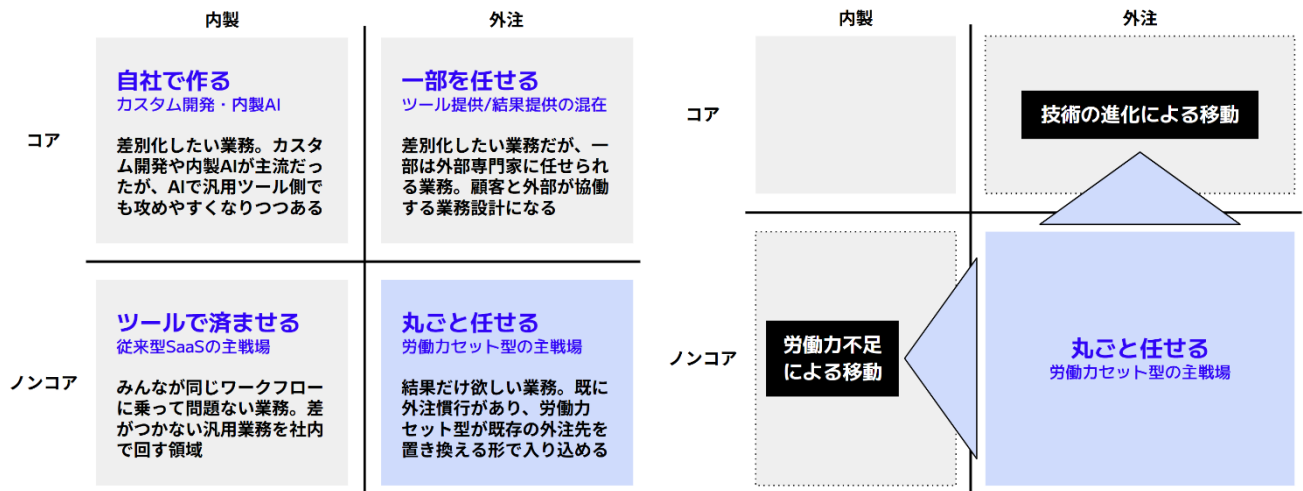 内製
外注
コア
自社で作る
カスタム開発・内製AI
差別化したい業務。カスタ
ム開発や内製AIが主流だっ
たが、AIで汎用ツール側で
も攻めやすくなりつつある
一部を任せる
ツール提供/結果提供の混在
差別化したい業務だが、一
部は外部専門家に任せられ
る業務。顧客と外部が協働
する業務設計になる
ノンコア
ツールで済ませる
従来型SaaSの主戦場
みんなが同じワークフロー
に乗って問題ない業務。差
がつかない汎用業務を社内
で回す領域
丸ごと任せる
労働力セット型の主戦場
結果だけ欲しい業務。既に
外注慣行があり、労働力
セット型が既存の外注先を
置き換える形で入り込める
内製
外注
コア
技術の進化による移動
ノンコア
労働力不足
による移動
丸ごと任せる
労働力セット型の主戦場